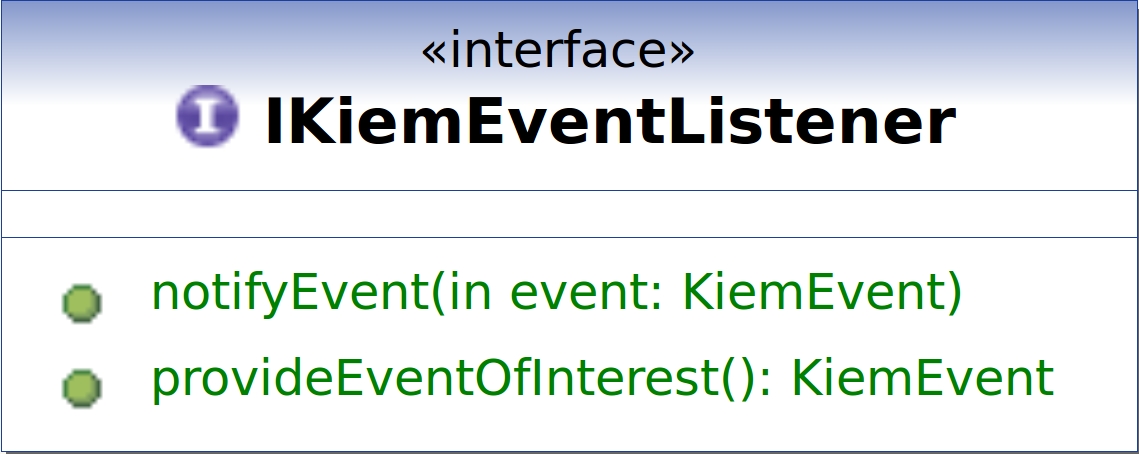 «interface»
I IKiemEventListener
notifyEvent(in event: KiemEvent)
provideEventOfInterest(): KiemEvent